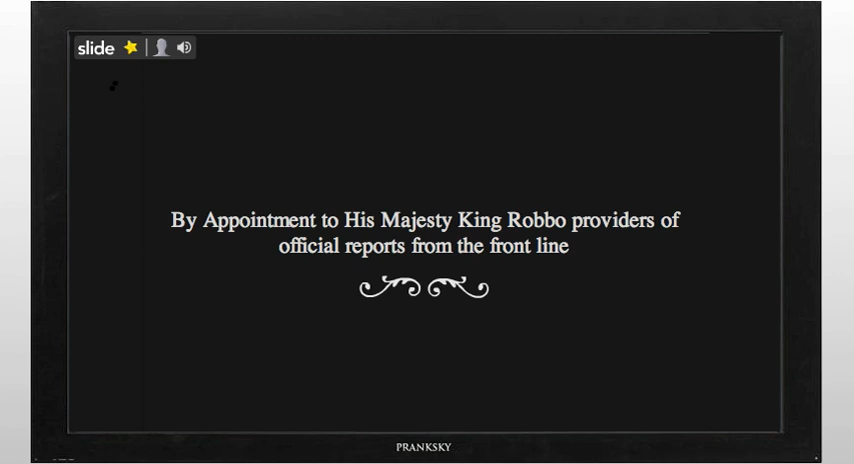 slide
By Appointment to His Majesty King Robbo providers of
official reports from the front line
PRANKSKY